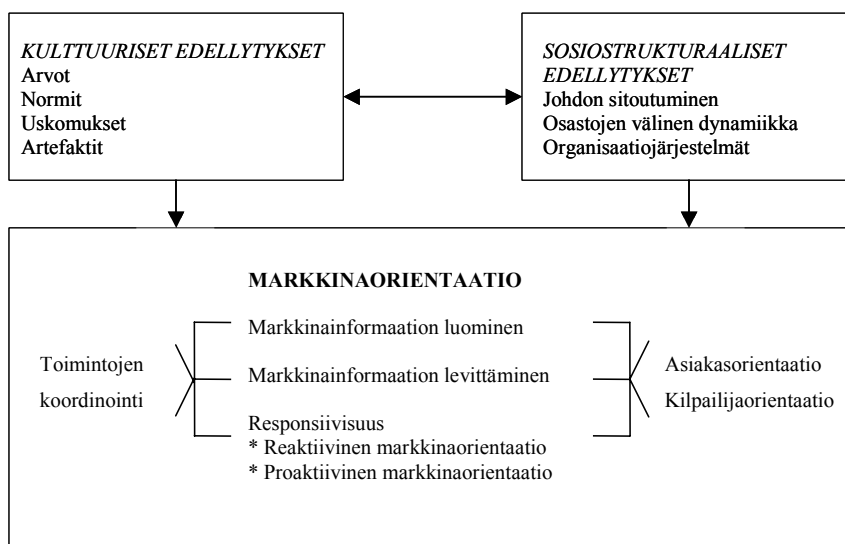 KULTTUURISET EDELLYTYKSET
Arvot
Normit
Uskomukset
Artefaktit
SOSIOSTRUKTURAALISET
EDELLYTYKSET
Johdon sitoutuminen
Osastojen välinen dynamiikka
Organisaatiojärjestelmät
MARKKINAORIENTAATIO
Toimintojen
koordinointi
Markkinainformaation luominen
Markkinainformaation levittäminen
Responsiivisuus
* Reaktiivinen markkinaorientaatio
* Proaktiivinen markkinaorientaatio
Asiakasorientaatio
Kilpailijaorientaatio